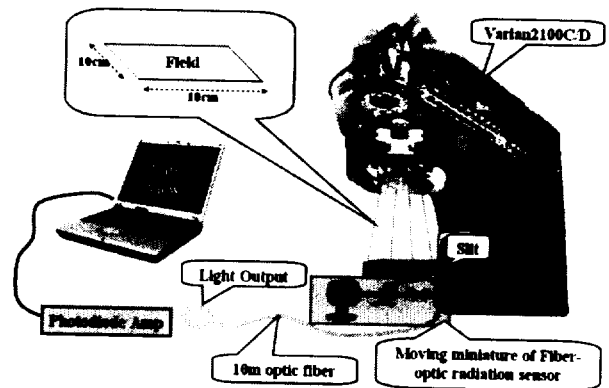 Varian2100C/D
Field
10cm
10cm
Slit
Light Output
Photodiode Amp
10m optic fiber
Moving miniature of Fiber-
optic radiation sensor